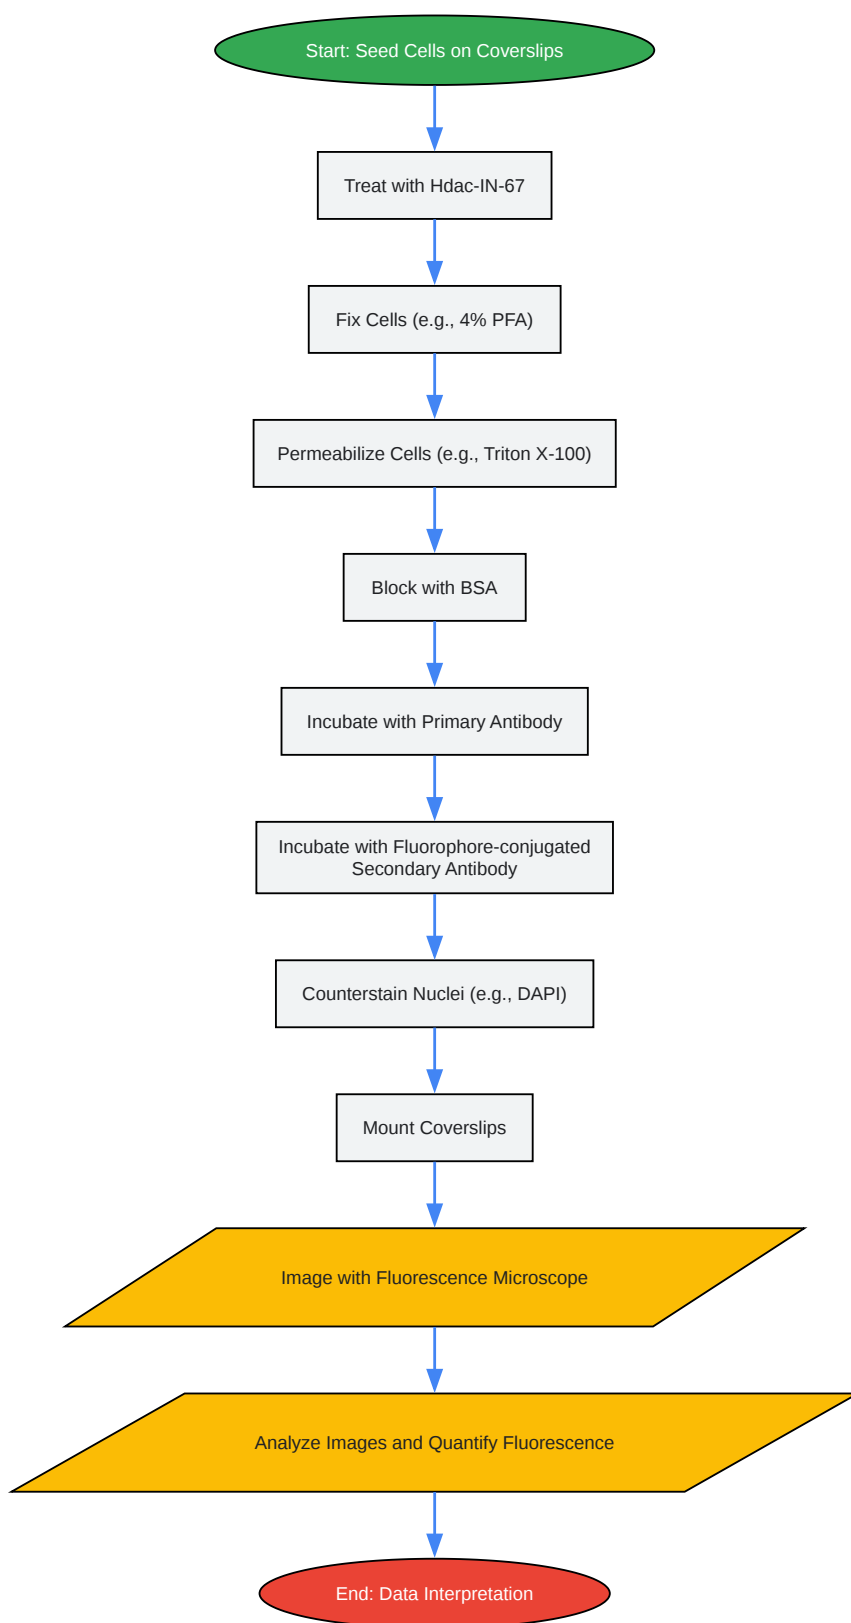 Start: Seed Cells on Coverslips
Treat with Hdac-IN-67
Fix Cells (e.g., 4% PFA)
Permeabilize Cells (e.g., Triton X-100)
Block with BSA
Incubate with Primary Antibody
Incubate with Fluorophore-conjugated
Secondary Antibody
Counterstain Nuclei (e.g., DAPI)
Mount Coverslips
Image with Fluorescence Microscope
Analyze Images and Quantify Fluorescence
End: Data Interpretation